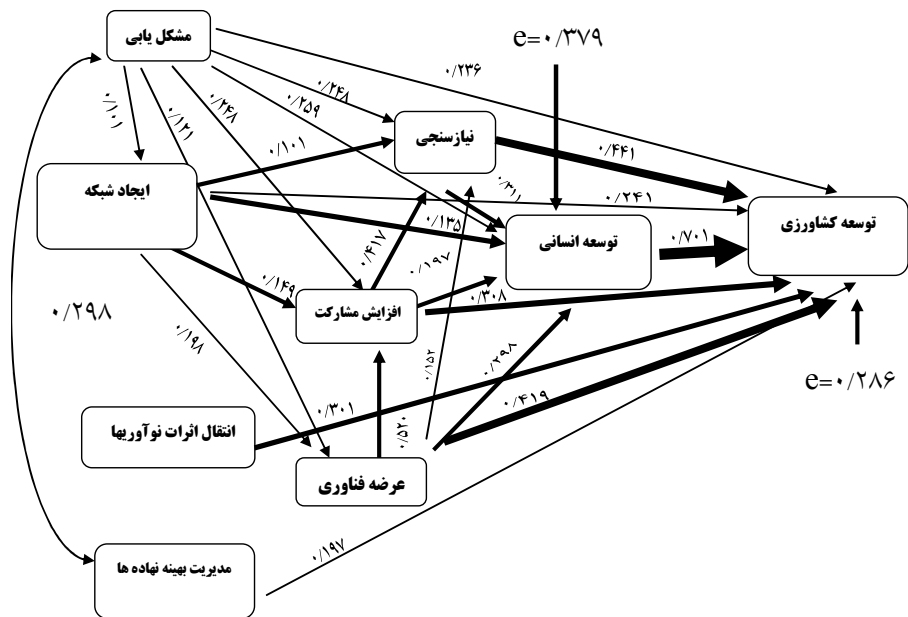 مشکل یابی
e=۰/۳۷۹
۰/۲۳۶
۰/۲۴۸
۰/۲۵۹
۰/۱۰۱
۰/۱۲۱
۰/۲۴۸
نیازسنجی
۰/۴۴۱
۰/۱۰۱
ایجاد شبکه
۰/۳۱۱
۰/۲۴۱
۰/۱۳۵
توسعه انسانی
توسعه کشاورزی
۰/۷۰۱
۰/۴۱۷
۰/۱۹۷
۰/۱۴۹
افزایش مشارکت
۰/۳۰۸
۰/۲۹۸
۰/۱۹۸
۰/۱۵۲
۰/۲۹۸
e=۰/۲۸۶
۰/۳۰۱
۰/۴۱۹
انتقال اثرات نوآوریها
۰/۵۲۰
عرضه فناوری
۰/۱۹۷
مدیریت بهینه نهاده ها